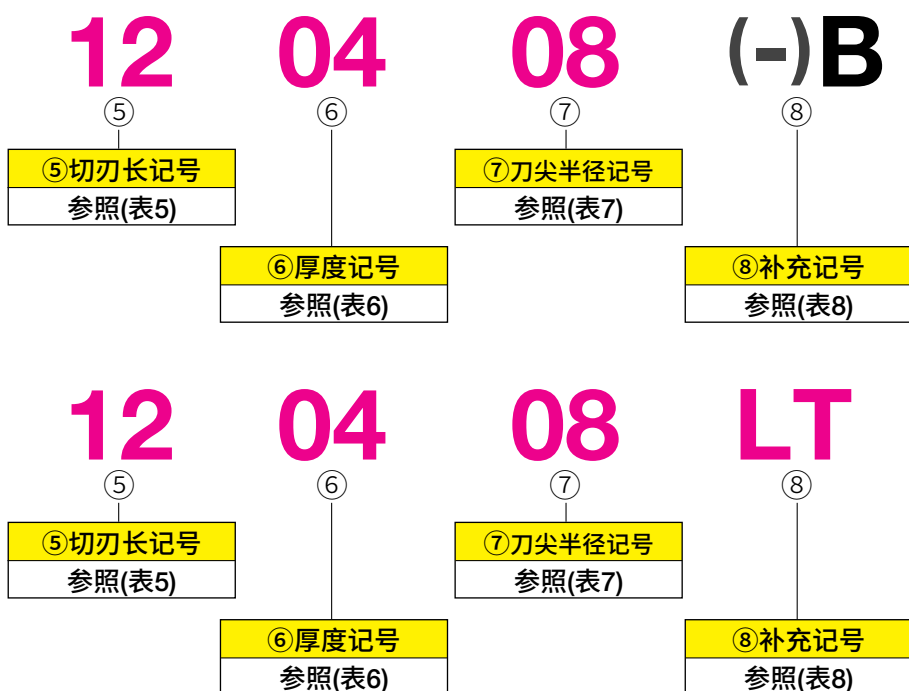 12 04 08 (-)B
⑤ ⑥ ⑦ ⑧
⑤切刃长记号 ⑦刀尖半径记号
参照(表5) 参照(表7)
⑥厚度记号 ⑧补充记号
参照(表6) 参照(表8)
12 04 08 LT
⑤ ⑥ ⑦ ⑧
⑤切刃长记号 ⑦刀尖半径记号
参照(表5) 参照(表7)
⑥厚度记号 ⑧补充记号
参照(表6) 参照(表8)